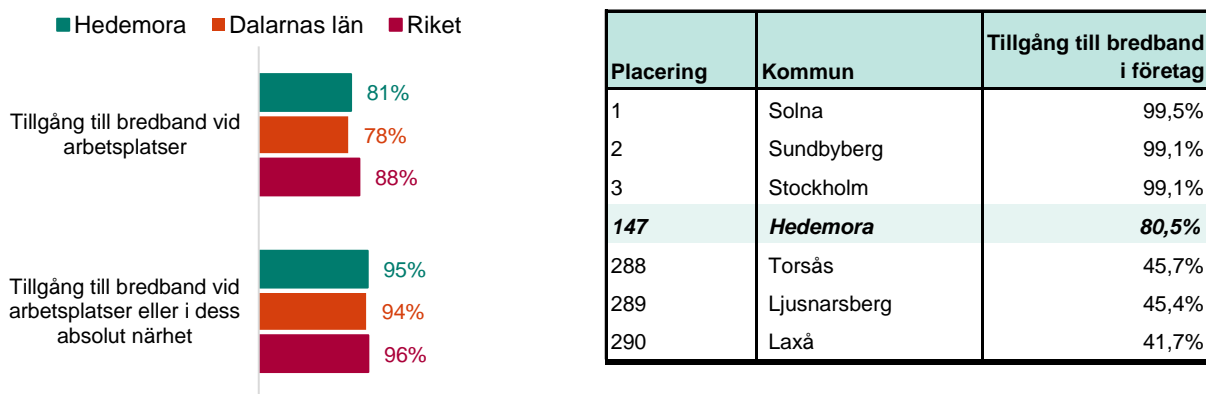 Hedemora Dalarnas län Riket
Tillgång till bredband vid
arbetsplatser
81%
78%
88%
Tillgång till bredband vid
arbetsplatser eller i dess
absolut närhet
95%
94%
96%
Tillgång till bredband
Placering Kommun i företag
1 Solna 99,5%
2 Sundbyberg 99,1%
3 Stockholm 99,1%
147 Hedemora 80,5%
288 Torsås 45,7%
289 Ljusnarsberg 45,4%
290 Laxå 41,7%